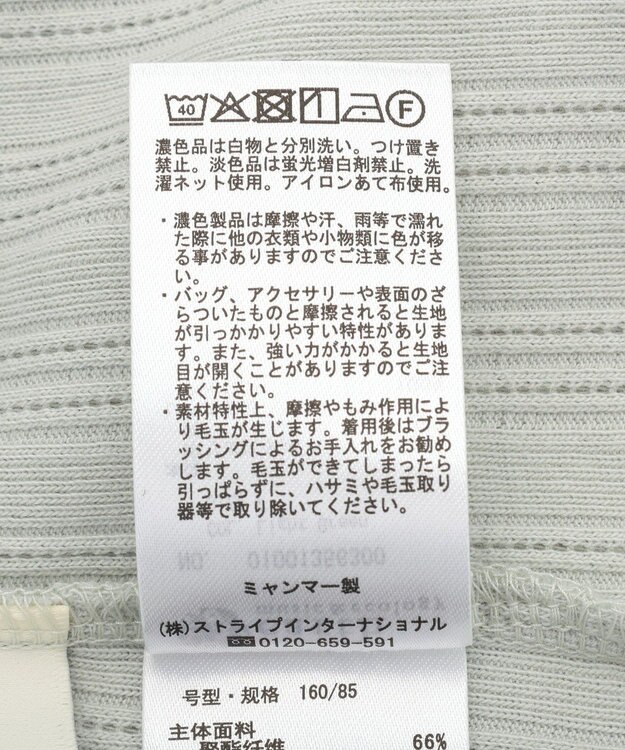 40 F
濃色品は白物と分別洗い。つけ置き
禁止。淡色品は蛍光増白剤禁止。洗
濯ネット使用。アイロンあて布使用。
・濃色製品は摩擦や汗、雨等で濡れ
た際に他の衣類や小物類に色が移
る事がありますのでご注意くださ
い。
・バッグ、アクセサリーや表面のざ
らついたものと摩擦されると生地
が引っかかりやすい特性がありま
す。また、強い力がかかると生地
目が開くことがありますのでご注
意ください。
・素材特性上、摩擦やもみ作用によ
り毛玉が生じます。着用後はブラ
ッシングによるお手入れをお勧め
します。毛玉ができてしまったら
引っぱらずに、ハサミや毛玉取り
器等で取り除いてください。
Light Green
NO. 01001356300
ミャンマー製
music&ecology
(株)ストライプインターナショナル
0120-659-591
号型・规格 160/85
主体面料
聚酯纤维 66%